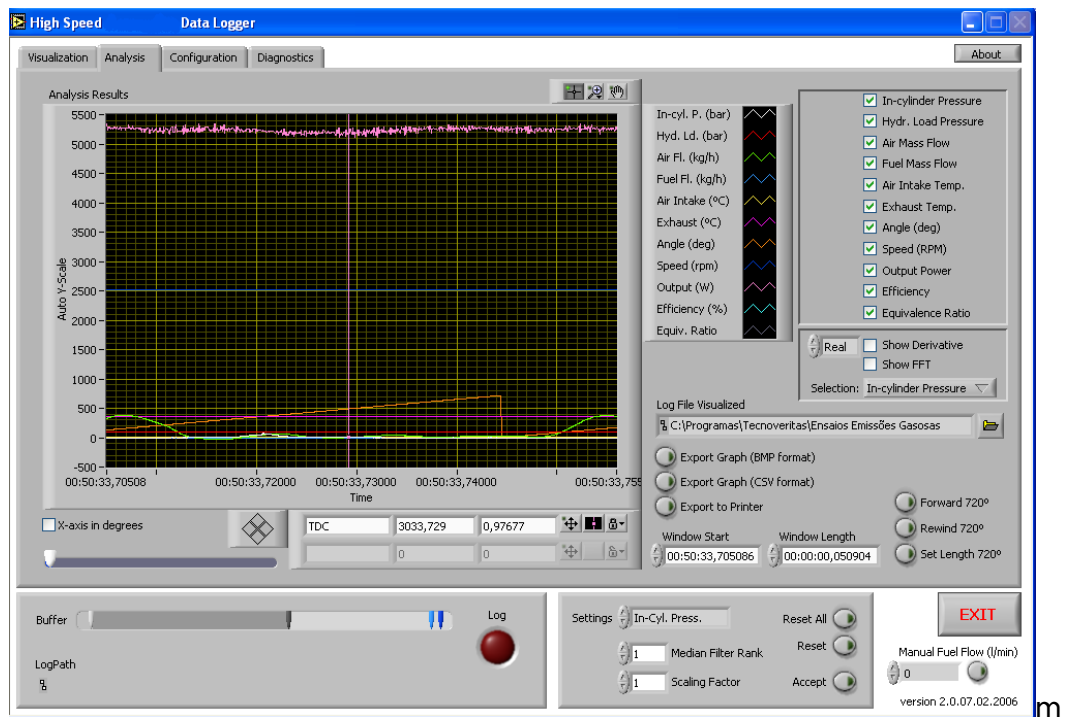 High Speed Data Logger
Visualization Analysis Configuration Diagnostics
About
Analysis Results
5500
5000
4500
4000
3500
3000
2500
2000
1500
1000
500
0
-500
Auto Y-Scale
00:50:33,70508 00:50:33,72000 00:50:33,73000 00:50:33,74000 00:50:33,755
Time
In-cyl. P. (bar)
Hyd. Ld. (bar)
Air Fl. (kg/h)
Fuel Fl. (kg/h)
Air Intake (ºC)
Exhaust (ºC)
Angle (deg)
Speed (rpm)
Output (W)
Efficiency (%)
Equiv. Ratio
In-cylinder Pressure
Hydr. Load Pressure
Air Mass Flow
Fuel Mass Flow
Air Intake Temp.
Exhaust Temp.
Angle (deg)
Speed (RPM)
Output Power
Efficiency
Equivalence Ratio
Real Show Derivative
Show FFT
Selection: In-cylinder Pressure
Log File Visualized
C:\Programas\Tecnoveritas\Ensaios Emissões Gasosas
Export Graph (BMP format)
Export Graph (CSV format)
Export to Printer
Forward 720º
Rewind 720º
Set Length 720º
Window Start Window Length
00:50:33,705086 00:00:00,050904
X-axis in degrees
TDC 3033,729 0,97677
0 0
Buffer
Log
LogPath
Settings In-Cyl. Press. Reset All
1 Median Filter Rank Reset
1 Scaling Factor Accept
EXIT
Manual Fuel Flow (l/min)
0
version 2.0.07.02.2006
m